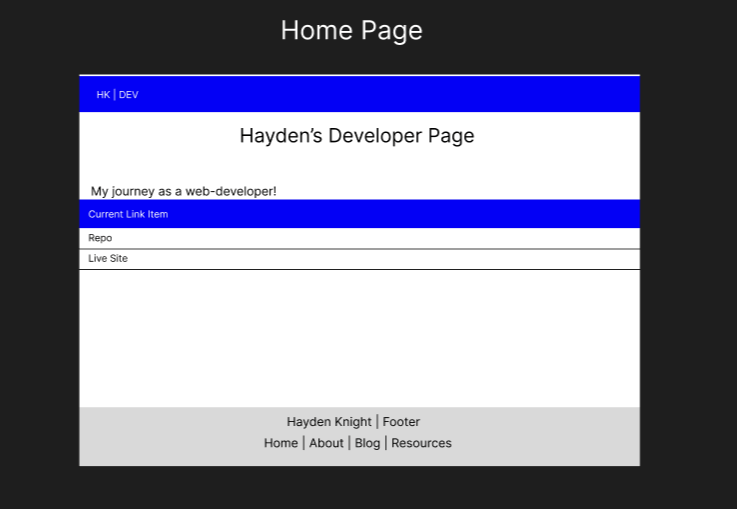 Home Page
HK | DEV
Hayden’s Developer Page
My journey as a web-developer!
Current Link Item
Repo
Live Site
Hayden Knight | Footer
Home | About | Blog | Resources